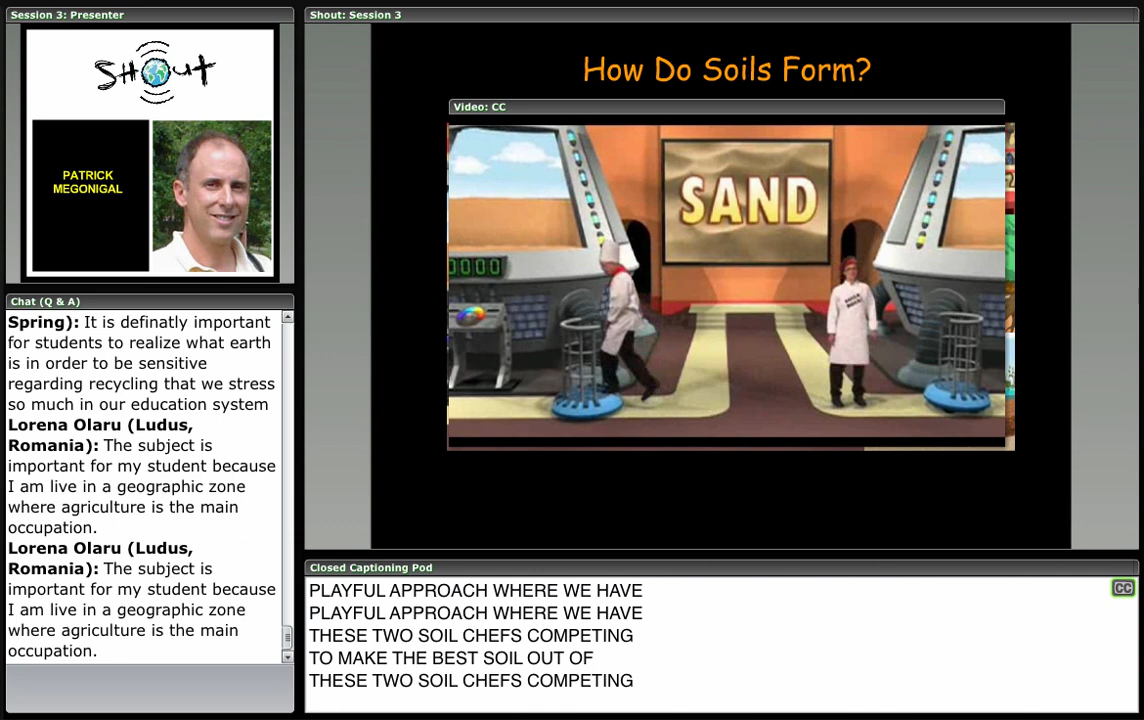 Session 3: Presenter
SHOUT
PATRICK
MEGONIGAL
Chat (Q & A)
Spring): It is definatly important
for students to realize what earth
is in order to be sensitive
regarding recycling that we stress
so much in our education system
Lorena Olaru (Ludus,
Romania): The subject is
important for my student because
I am live in a geographic zone
where agriculture is the main
occupation.
Lorena Olaru (Ludus,
Romania): The subject is
important for my student because
I am live in a geographic zone
where agriculture is the main
occupation.
Shout: Session 3
How Do Soils Form?
Video: CC
SAND
0000
Closed Captioning Pod
PLAYFUL APPROACH WHERE WE HAVE
PLAYFUL APPROACH WHERE WE HAVE
THESE TWO SOIL CHEFS COMPETING
TO MAKE THE BEST SOIL OUT OF
THESE TWO SOIL CHEFS COMPETING
CC